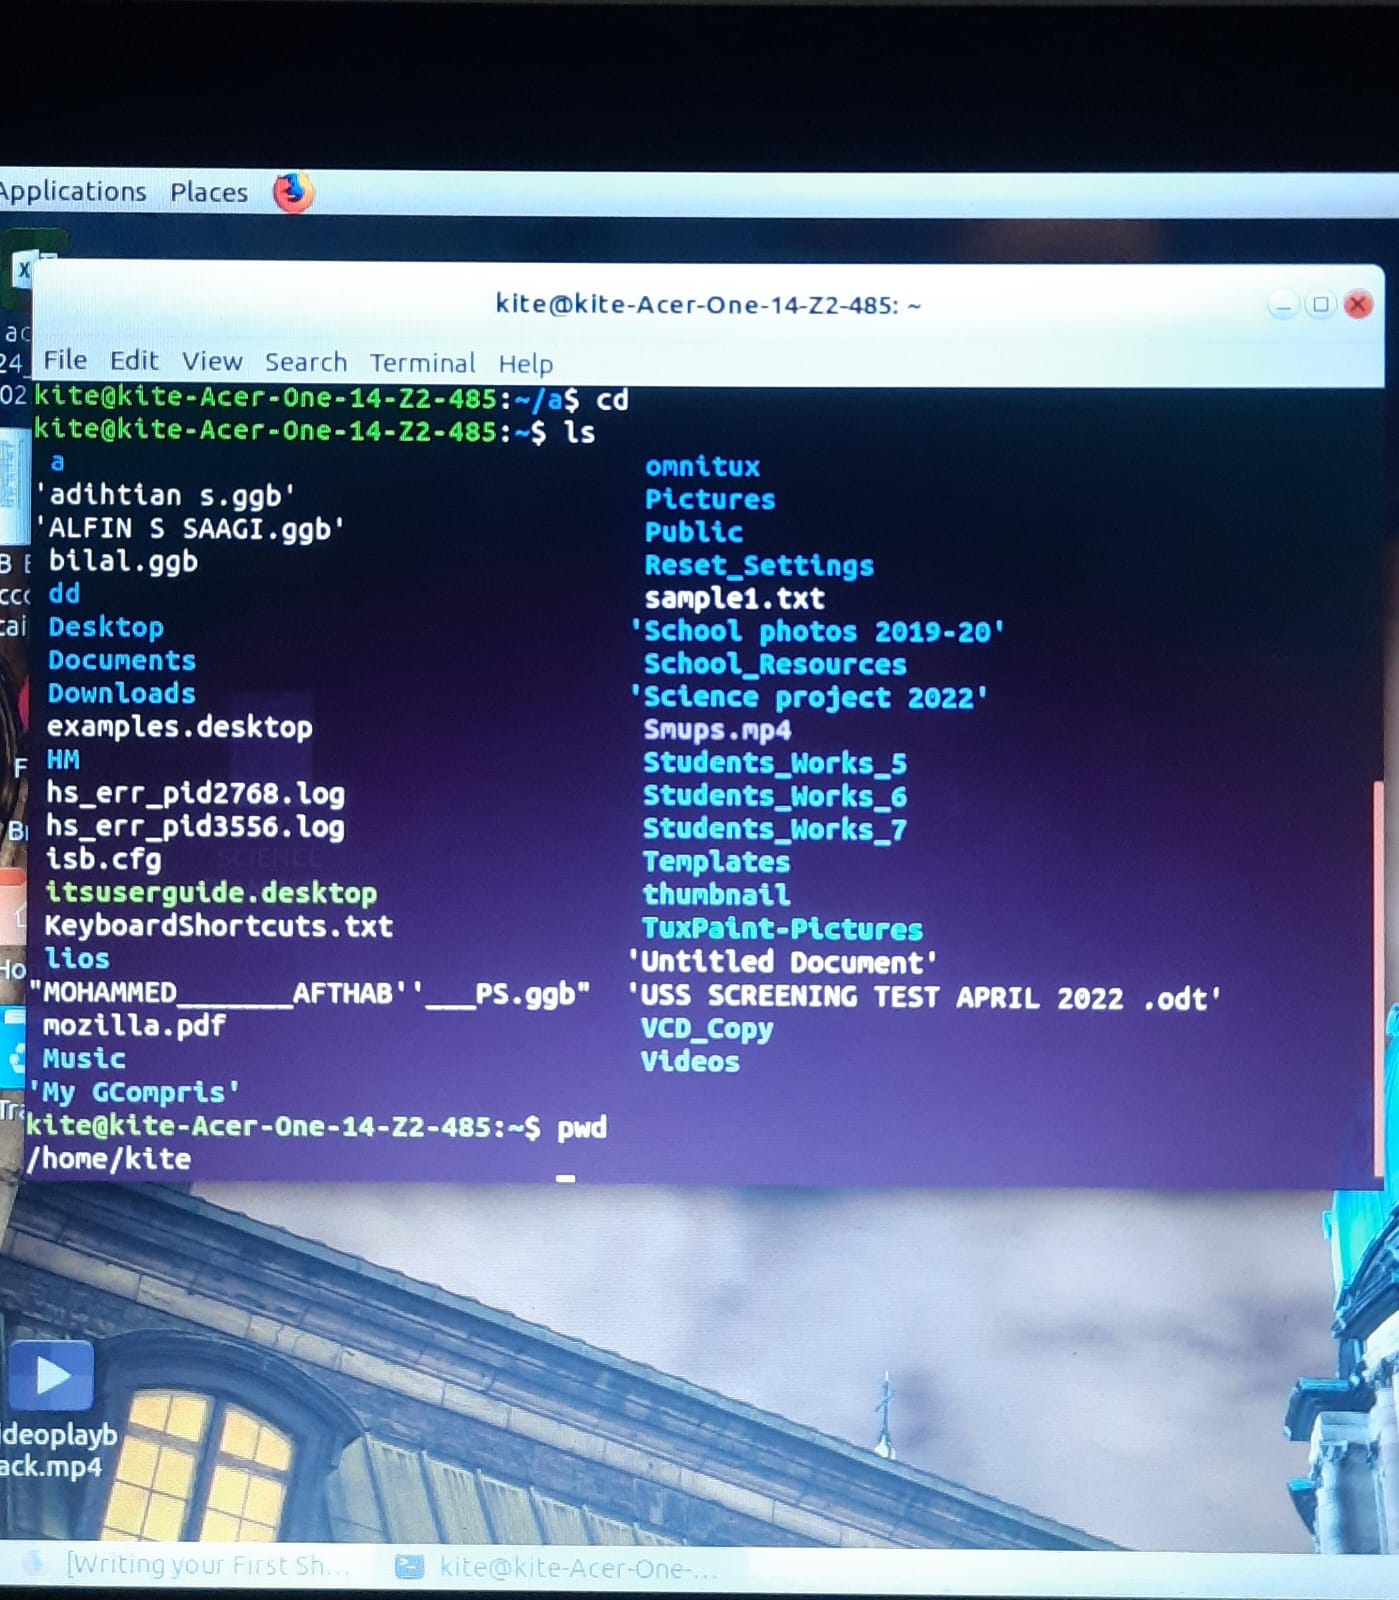 Applications Places
kite@kite-Acer-One-14-Z2-485: ~
File Edit View Search Terminal Help
kite@kite-Acer-One-14-Z2-485:~/a$ cd
kite@kite-Acer-One-14-Z2-485:~$ ls
a omnitux
'adihtian s.ggb' Pictures
'ALFIN S SAAGI.ggb' Public
bilal.ggb Reset_Settings
dd sample1.txt
Desktop 'School photos 2019-20'
Documents School_Resources
Downloads 'Science project 2022'
examples.desktop Smups.mp4
HM Students_Works_5
hs_err_pid2768.log Students_Works_6
hs_err_pid3556.log Students_Works_7
isb.cfg Templates
itsuserguide.desktop thumbnail
KeyboardShortcuts.txt TuxPaint-Pictures
lios 'Untitled Document'
"MOHAMMED_______AFTHAB''___PS.ggb" 'USS SCREENING TEST APRIL 2022 .odt'
mozilla.pdf VCD_Copy
Music Videos
'My GCompris'
kite@kite-Acer-One-14-Z2-485:~$ pwd
/home/kite
ideoplayb
ack.mp4
[Writing your First Sh... kite@kite-Acer-One-...